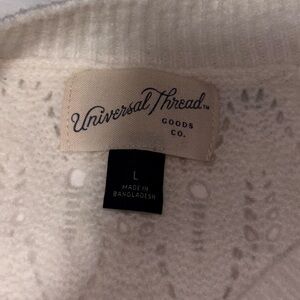 Universal Thread™
GOODS
CO.
L
MADE IN
BANGLADESH